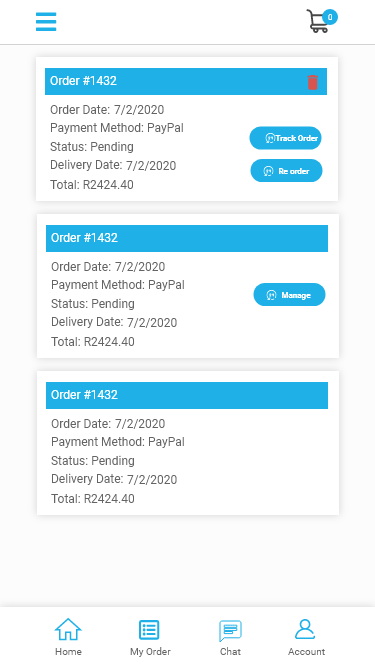 0
Order #1432
Order Date: 7/2/2020
Payment Method: PayPal
Status: Pending
Delivery Date: 7/2/2020
Total: R2424.40
Track Order
Re order
Order #1432
Order Date: 7/2/2020
Payment Method: PayPal
Status: Pending
Delivery Date: 7/2/2020
Total: R2424.40
Manage
Order #1432
Order Date: 7/2/2020
Payment Method: PayPal
Status: Pending
Delivery Date: 7/2/2020
Total: R2424.40
Home My Order Chat Account